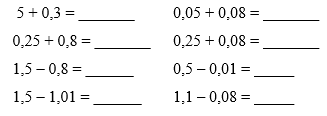 5 + 0,3 = _______ 0,05 + 0,08 = _______
0,25 + 0,8 = _______ 0,25 + 0,08 = _______
1,5 – 0,8 = ______ 0,5 – 0,01 = _____
1,5 – 1,01 = ______ 1,1 – 0,08 = _____